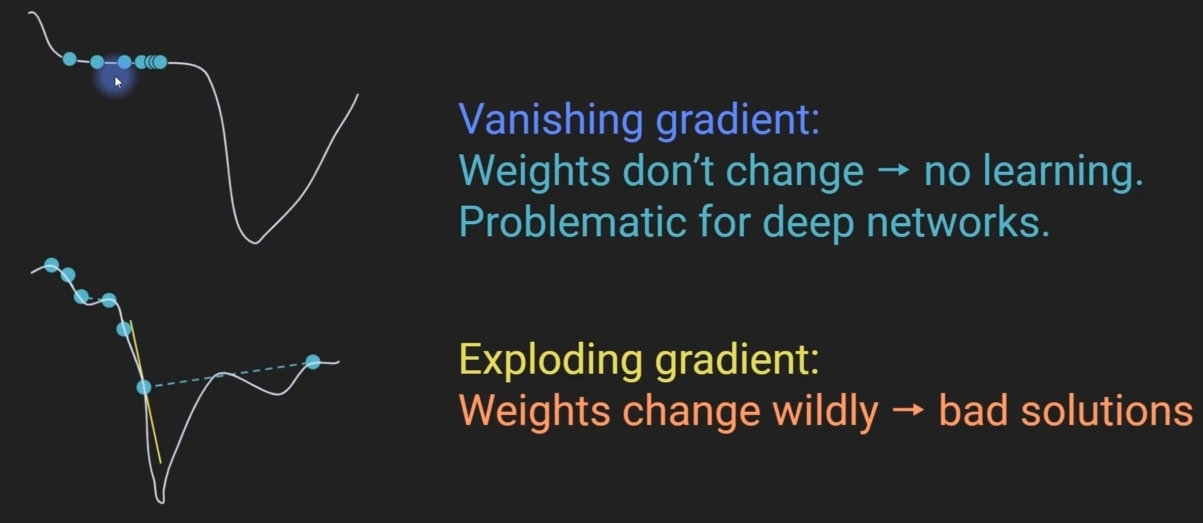 Vanishing gradient:
Weights don’t change → no learning.
Problematic for deep networks.
Exploding gradient:
Weights change wildly → bad solutions